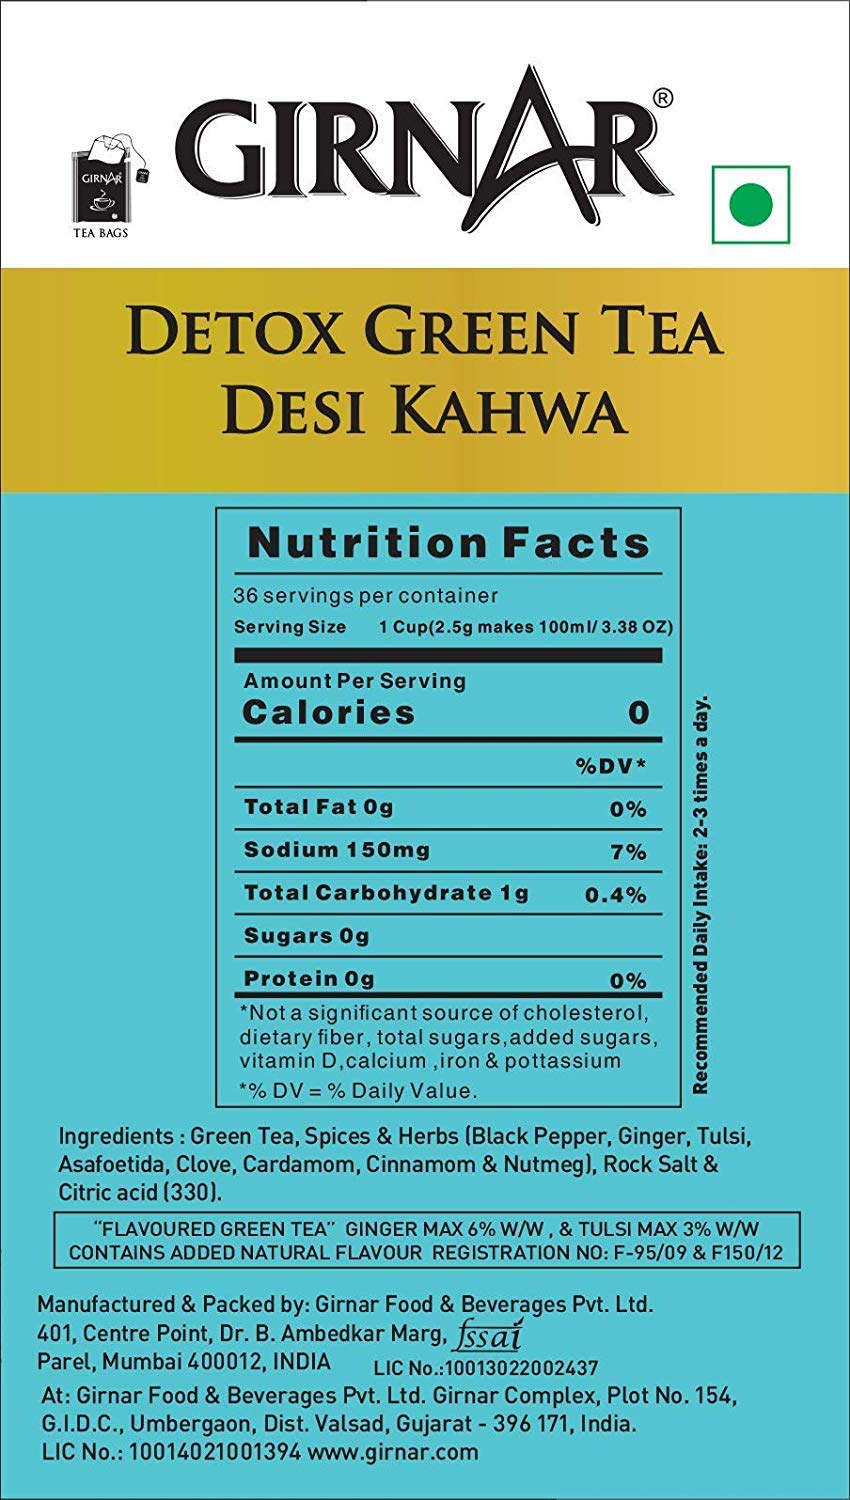 GIRNAR®
GIRNAR
TEA BAGS
DETOX GREEN TEA
DESI KAHWA
Nutrition Facts
36 servings per container
Serving Size 1 Cup(2.5g makes 100ml/ 3.38 OZ)
Amount Per Serving
Calories 0
%DV*
Total Fat 0g 0%
Sodium 150mg 7%
Total Carbohydrate 1g 0.4%
Sugars 0g
Protein 0g 0%
*Not a significant source of cholesterol,
dietary fiber, total sugars,added sugars,
vitamin D,calcium ,iron & pottassium
*% DV = % Daily Value.
Recommended Daily Intake: 2-3 times a day.
Ingredients : Green Tea, Spices & Herbs (Black Pepper, Ginger, Tulsi,
Asafoetida, Clove, Cardamom, Cinnamom & Nutmeg), Rock Salt &
Citric acid (330).
"FLAVOURED GREEN TEA" GINGER MAX 6% W/W , & TULSI MAX 3% W/W
CONTAINS ADDED NATURAL FLAVOUR REGISTRATION NO: F-95/09 & F150/12
Manufactured & Packed by: Girnar Food & Beverages Pvt. Ltd.
401, Centre Point, Dr. B. Ambedkar Marg, fssai
Parel, Mumbai 400012, INDIA LIC No.:10013022002437
At: Girnar Food & Beverages Pvt. Ltd. Girnar Complex, Plot No. 154,
G.I.D.C., Umbergaon, Dist. Valsad, Gujarat - 396 171, India.
LIC No.: 10014021001394 www.girnar.com